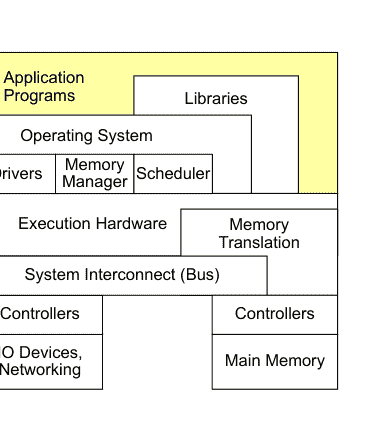 Application
Programs
Libraries
Operating System
rivers
Memory
Manager
Scheduler
Execution Hardware
Memory
Translation
System Interconnect (Bus)
Controllers
Controllers
IO Devices,
Networking
Main Memory